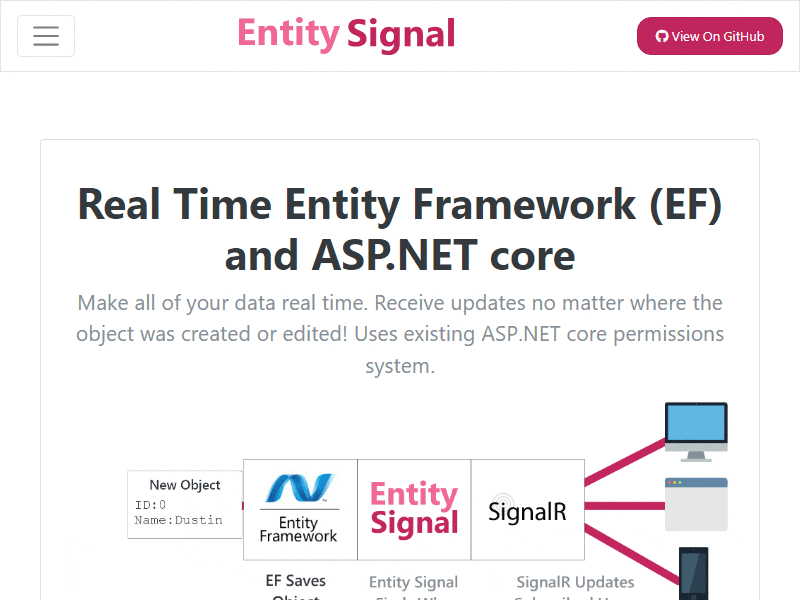 Entity Signal
View On GitHub
Real Time Entity Framework (EF)
and ASP.NET core
Make all of your data real time. Receive updates no matter where the
object was created or edited! Uses existing ASP.NET core permissions
system.
New Object
ID:0
Name:Dustin
Entity
Framework
Entity
Signal
SignalR
EF Saves
Object
Entity Signal
SignalR Updates